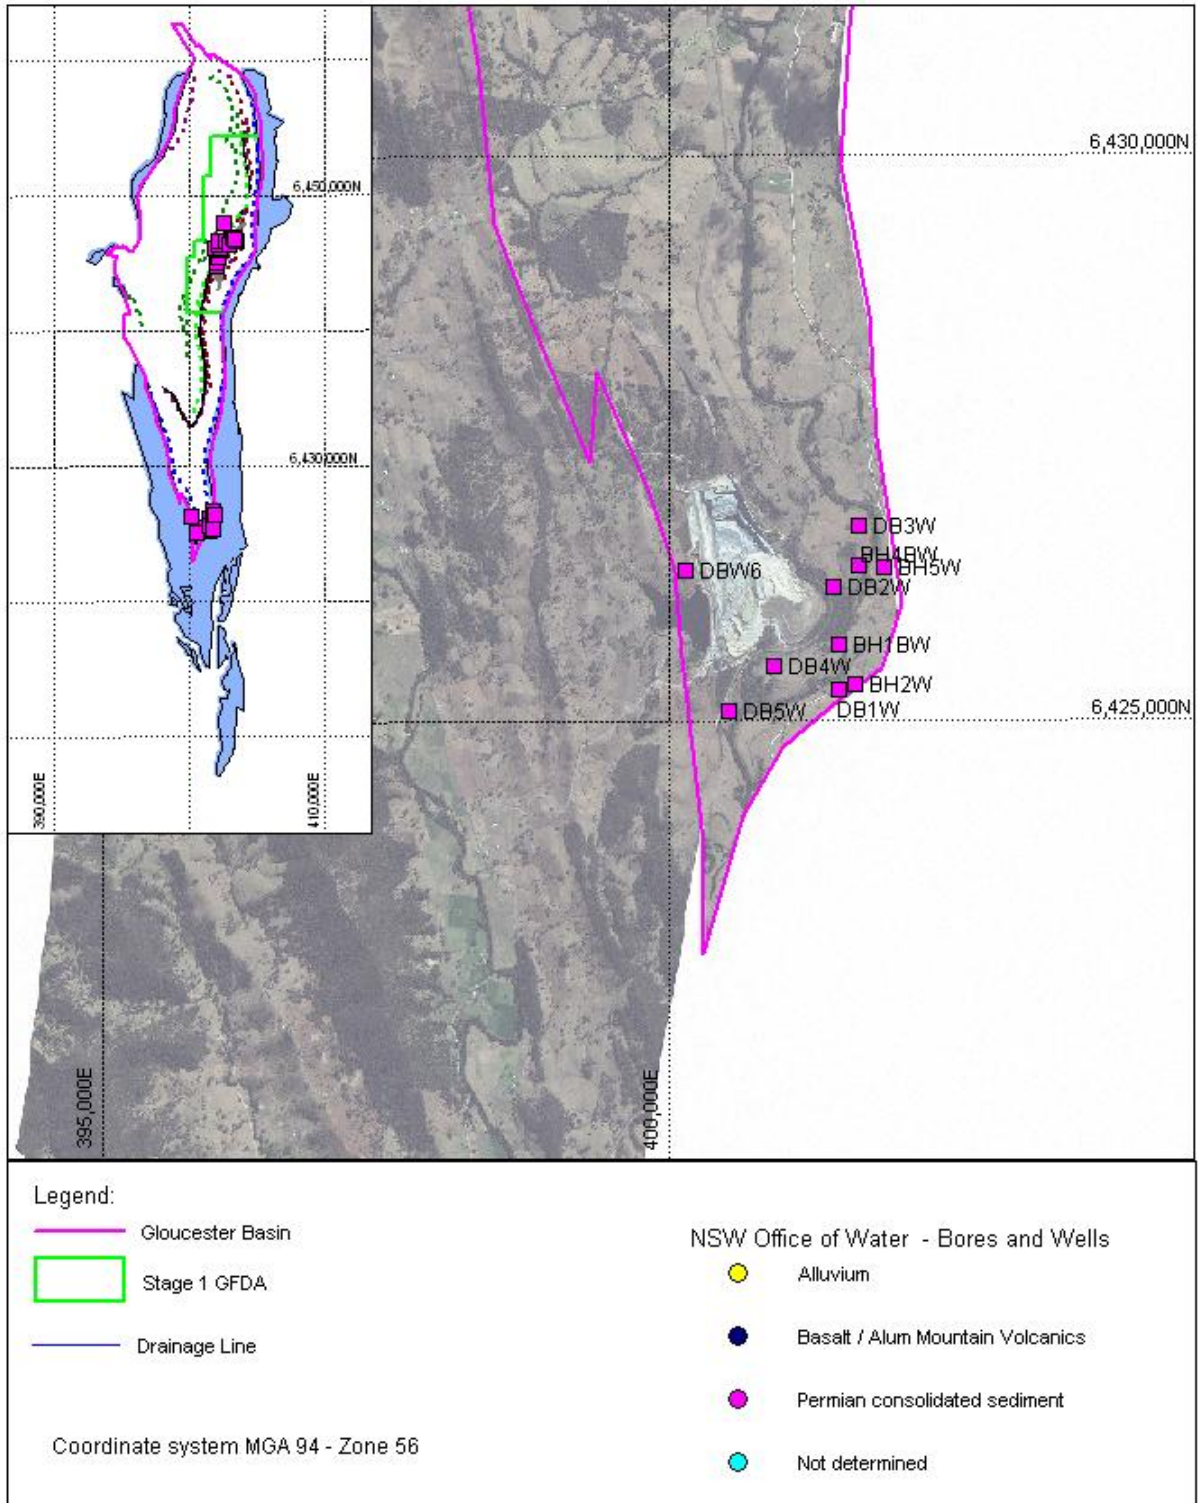 6,450,000N
6,430,000N
390,000E
410,000E
6,430,000N
DB3W
BH4BW
BH5W
DBW6
DB2W
BH1BW
DB4W
BH2W
DB5W
DB1W
6,425,000N
395,000E
400,000E
Legend:
Gloucester Basin
Stage 1 GFDA
Drainage Line
Coordinate system MGA 94 - Zone 56
NSW Office of Water - Bores and Wells
Alluvium
Basalt / Alum Mountain Volcanics
Permian consolidated sediment
Not determined